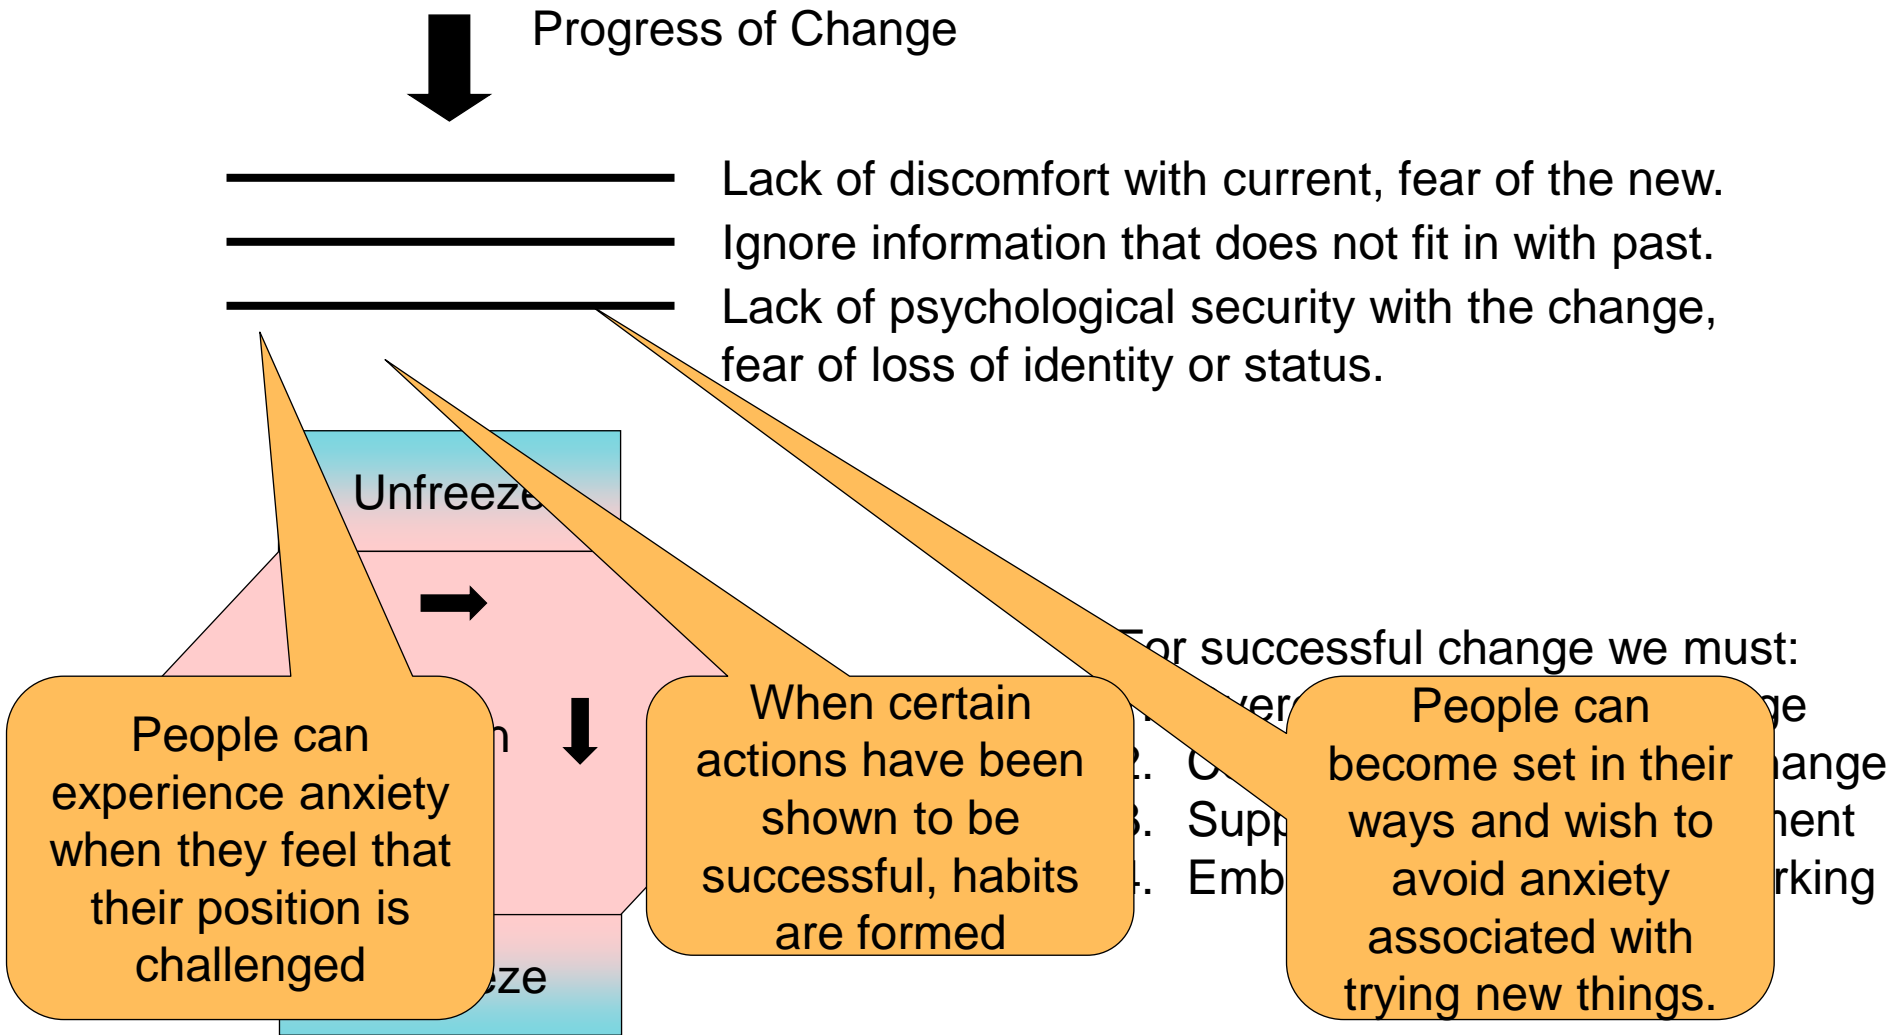 Progress of Change
Lack of discomfort with current, fear of the new.
Ignore information that does not fit in with past.
Lack of psychological security with the change,
fear of loss of identity or status.
Unfreeze
For successful change we must:
2.
3.
4.
People can
experience anxiety
when they feel that
their position is
challenged
When certain
actions have been
shown to be
successful, habits
are formed
People can
become set in their
ways and wish to
avoid anxiety
associated with
trying new things.